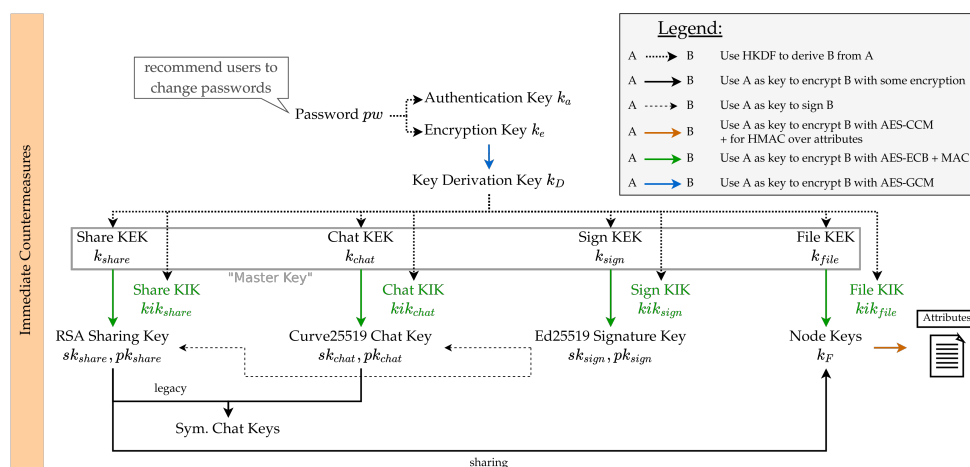 Immediate Countermeasures
Legend:
A B Use HKDF to derive B from A
A B Use A as key to encrypt B with some encryption
A B Use A as key to sign B
A B Use A as key to encrypt B with AES-CCM
+ for HMAC over attributes
A B Use A as key to encrypt B with AES-ECB + MAC
A B Use A as key to encrypt B with AES-GCM
recommend users to
change passwords
Password pw
Authentication Key k_a
Encryption Key k_e
Key Derivation Key k_D
Share KEK Chat KEK Sign KEK File KEK
k_share k_chat k_sign k_file
"Master Key"
Share KIK Chat KIK Sign KIK File KIK
kik_share kik_chat kik_sign kik_file
Attributes
RSA Sharing Key Curve25519 Chat Key Ed25519 Signature Key Node Keys
sk_share, pk_share sk_chat, pk_chat sk_sign, pk_sign k_F
legacy
Sym. Chat Keys
sharing